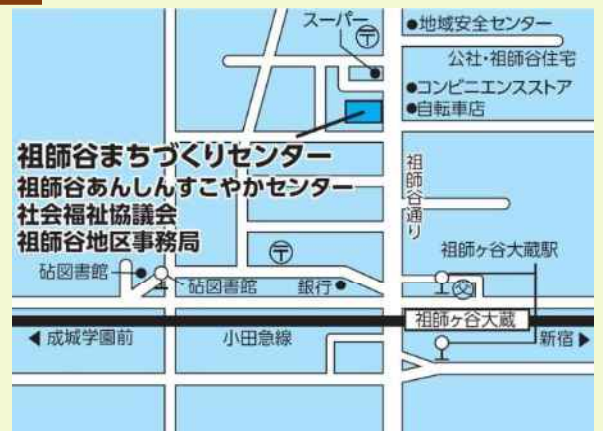 スーパー
〒
●地域安全センター
公社・祖師谷住宅
●コンビニエンスストア
●自転車店
祖師谷まちづくりセンター
祖師谷あんしんすこやかセンター
社会福祉協議会
祖師谷地区事務局
祖師谷通り
〒
祖師ヶ谷大蔵駅
砧図書館
砧図書館
銀行●
交
祖師ヶ谷大蔵
◀成城学園前
小田急線
新宿▶